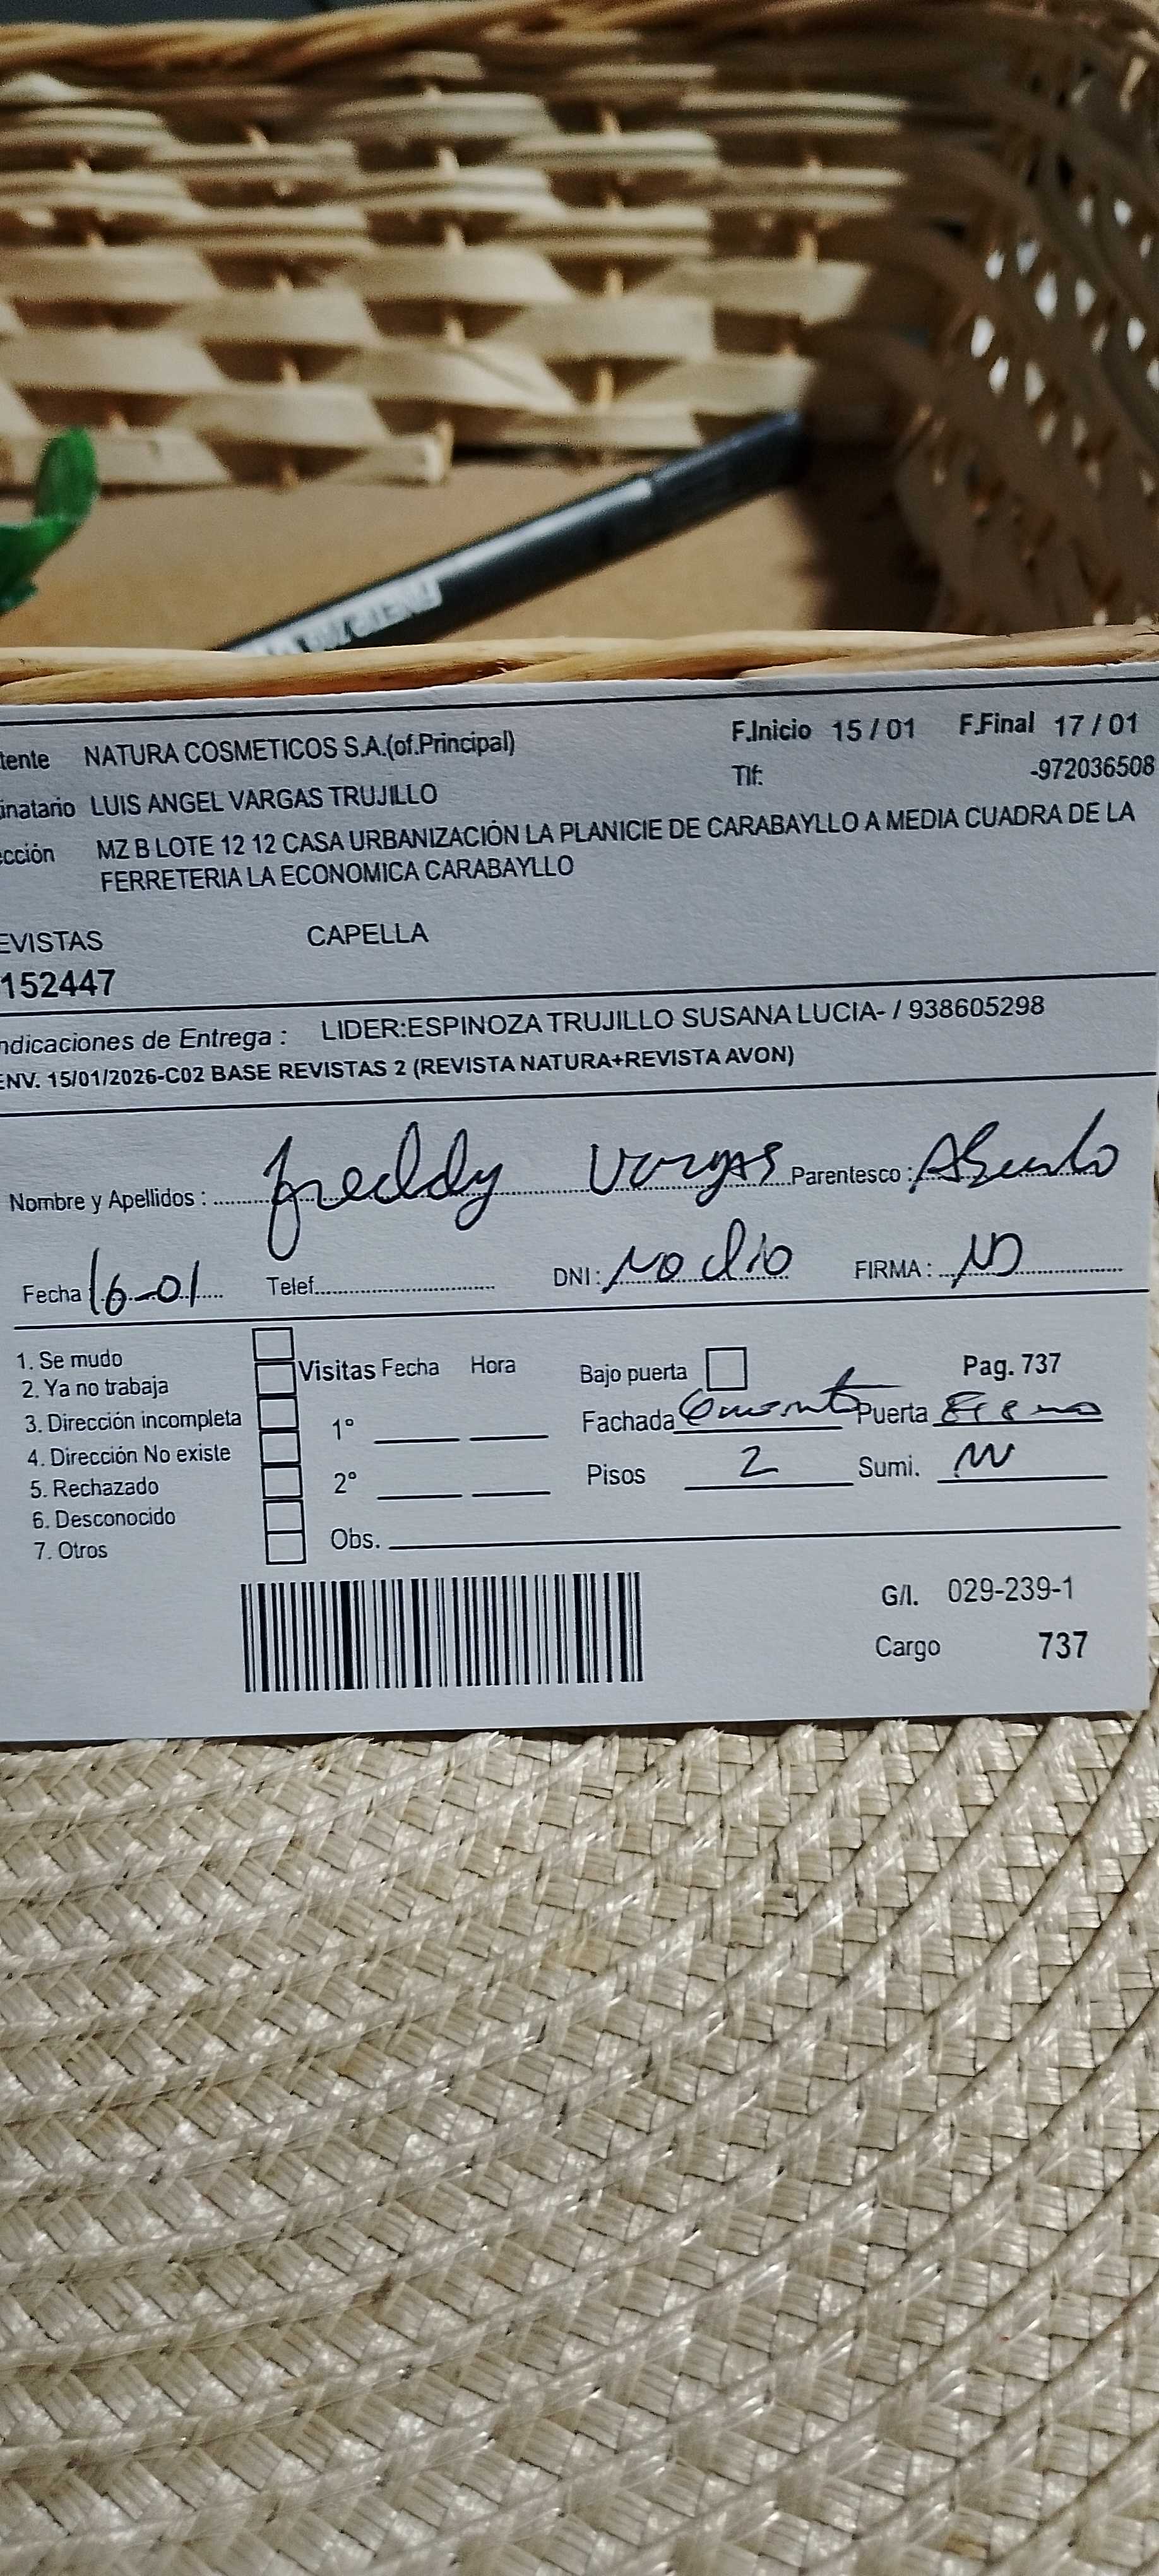 tente NATURA COSMETICOS S.A.(of.Principal) F.Inicio 15 / 01 F.Final 17 / 01
Tlf: -972036508
inatario LUIS ANGEL VARGAS TRUJILLO
ección MZ B LOTE 12 12 CASA URBANIZACIÓN LA PLANICIE DE CARABAYLLO A MEDIA CUADRA DE LA
FERRETERIA LA ECONOMICA CARABAYLLO
EVISTAS CAPELLA
152447
ndicaciones de Entrega : LIDER:ESPINOZA TRUJILLO SUSANA LUCIA- / 938605298
ENV. 15/01/2026-C02 BASE REVISTAS 2 (REVISTA NATURA+REVISTA AVON)
Nombre y Apellidos : freddy Vargas Parentesco :
Fecha 16-01 Telef. DNI : No dio FIRMA : ND
1. Se mudo
2. Ya no trabaja
3. Dirección incompleta
4. Dirección No existe
5. Rechazado
6. Desconocido
7. Otros
Visitas Fecha Hora
1°
2°
Obs.
Bajo puerta Pag. 737
Fachada Puerta
Pisos 2 Sumi.
G/I. 029-239-1
Cargo 737